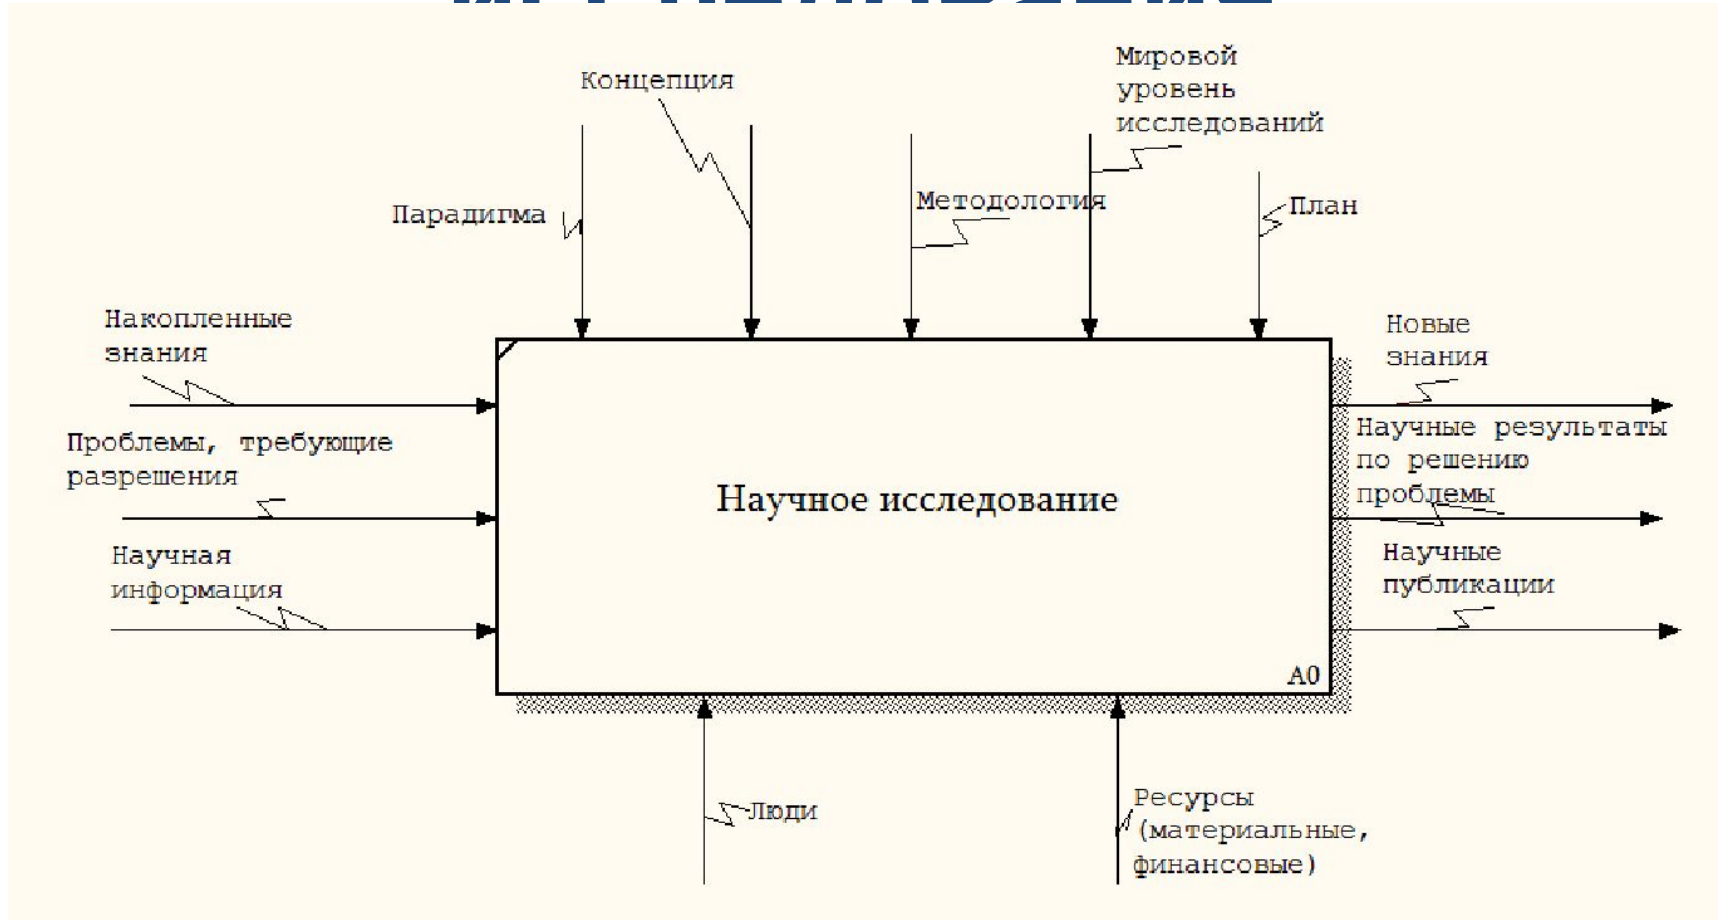 Концепция
Мировой
уровень
исследований
Парадигма
Методология
План
Накопленные
знания
Проблемы, требующие
разрешения
Научная
информация
Научное исследование
A0
Новые
знания
Научные результаты
по решению
проблемы
Научные
публикации
Люди
Ресурсы
(материальные,
финансовые)